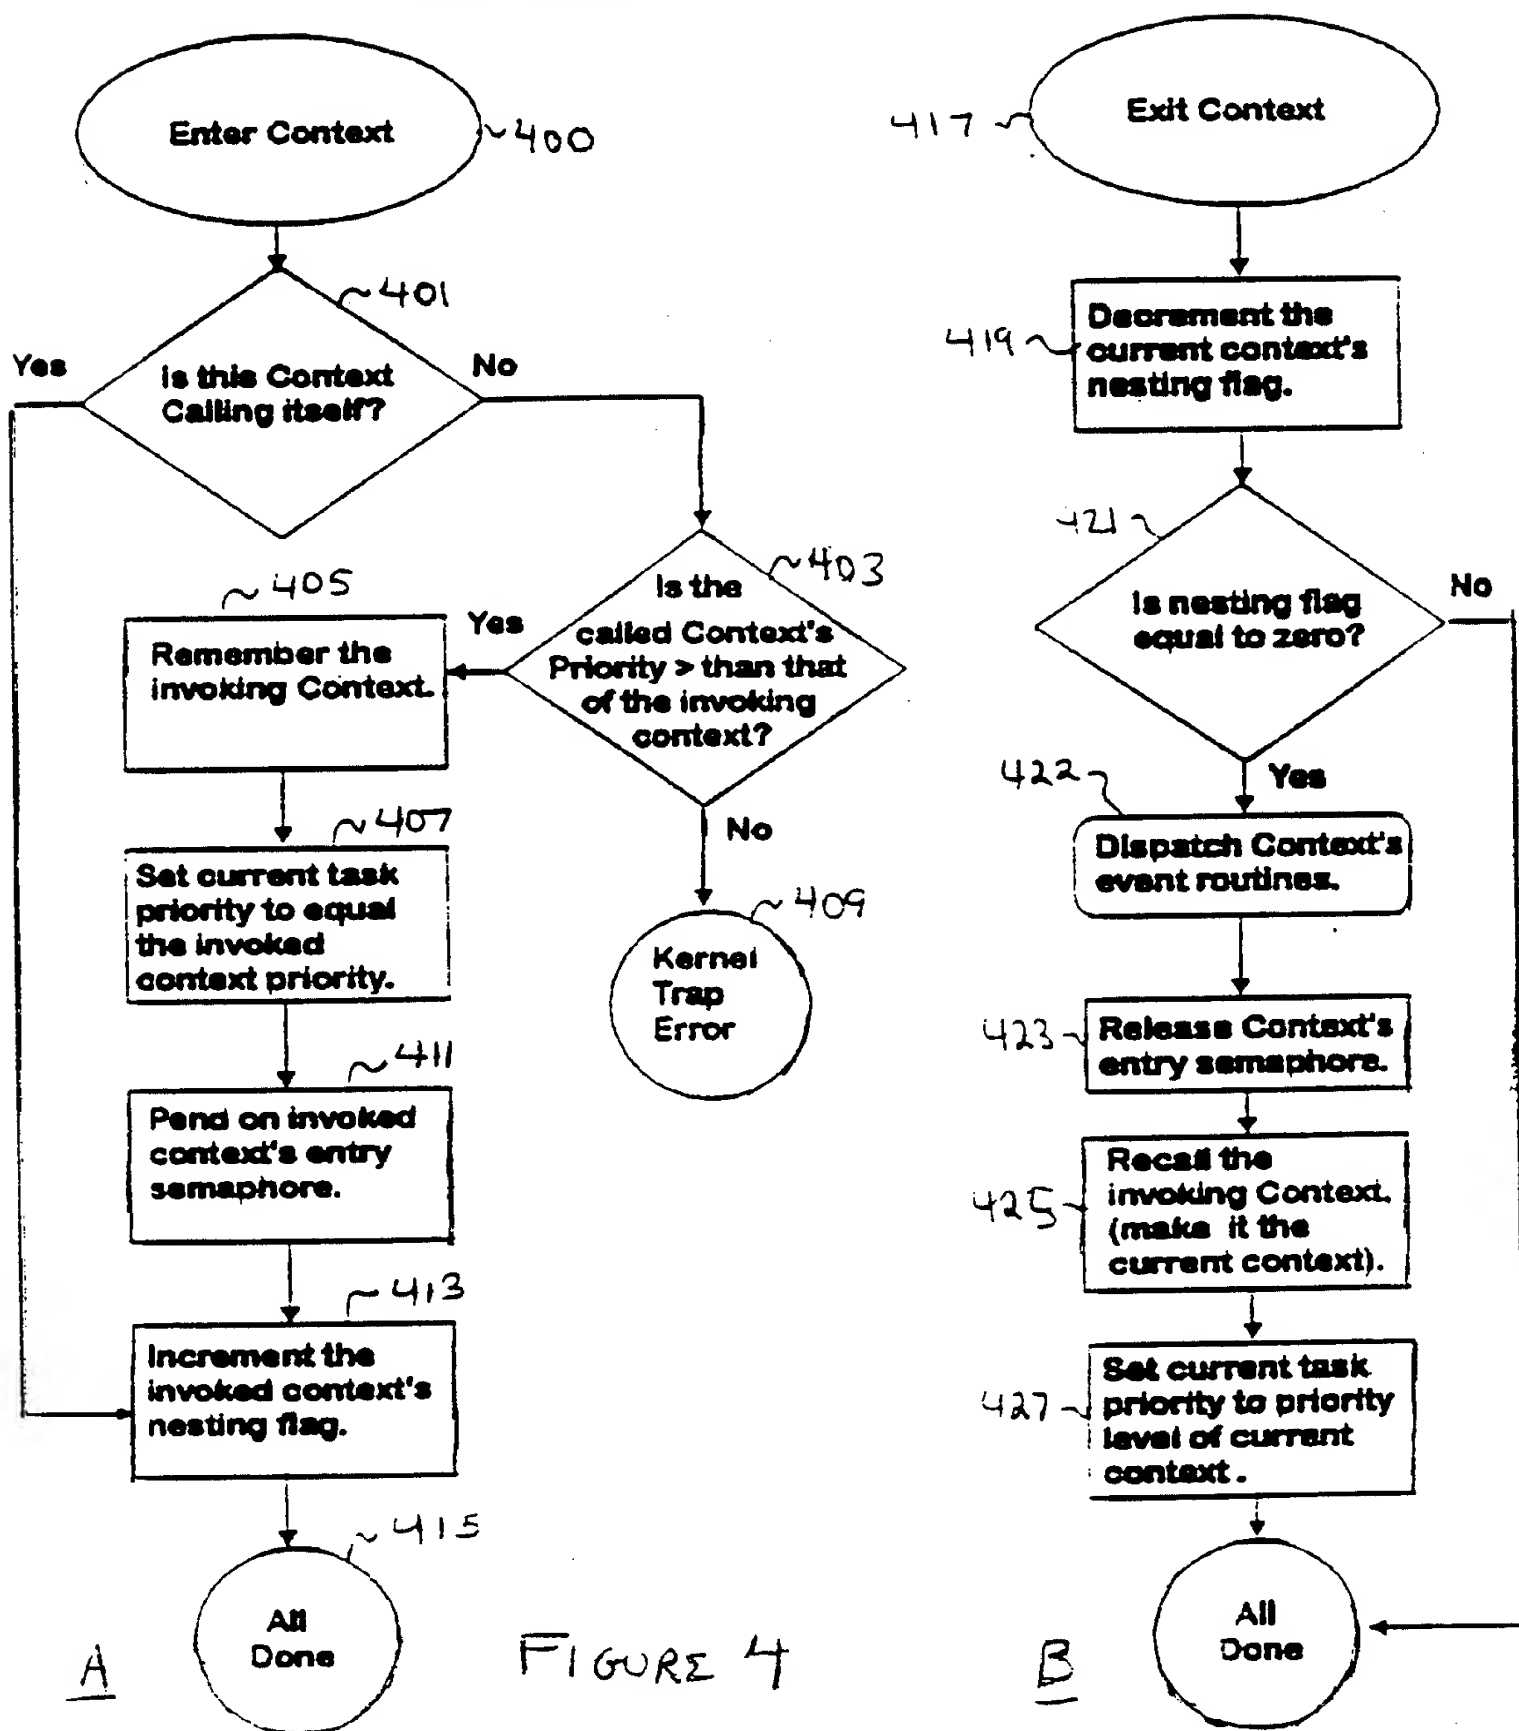 Enter Context
400
401
Yes
Is this Context
Calling itself?
No
403
Is the
called Context's
Priority > than that
of the invoking
context?
Yes
No
405
Remember the
invoking Context.
407
Set current task
priority to equal
the invoked
context priority.
409
Kernel
Trap
Error
411
Pend on invoked
context's entry
semaphore.
413
Increment the
invoked context's
nesting flag.
415
All
Done
A
FIGURE 4
Exit Context
417
419
Decrement the
current context's
nesting flag.
421
Is nesting flag
equal to zero?
No
Yes
422
Dispatch Context's
event routines.
423
Release Context's
entry semaphore.
425
Recall the
invoking Context.
(make it the
current context).
427
Set current task
priority to priority
level of current
context.
All
Done
B